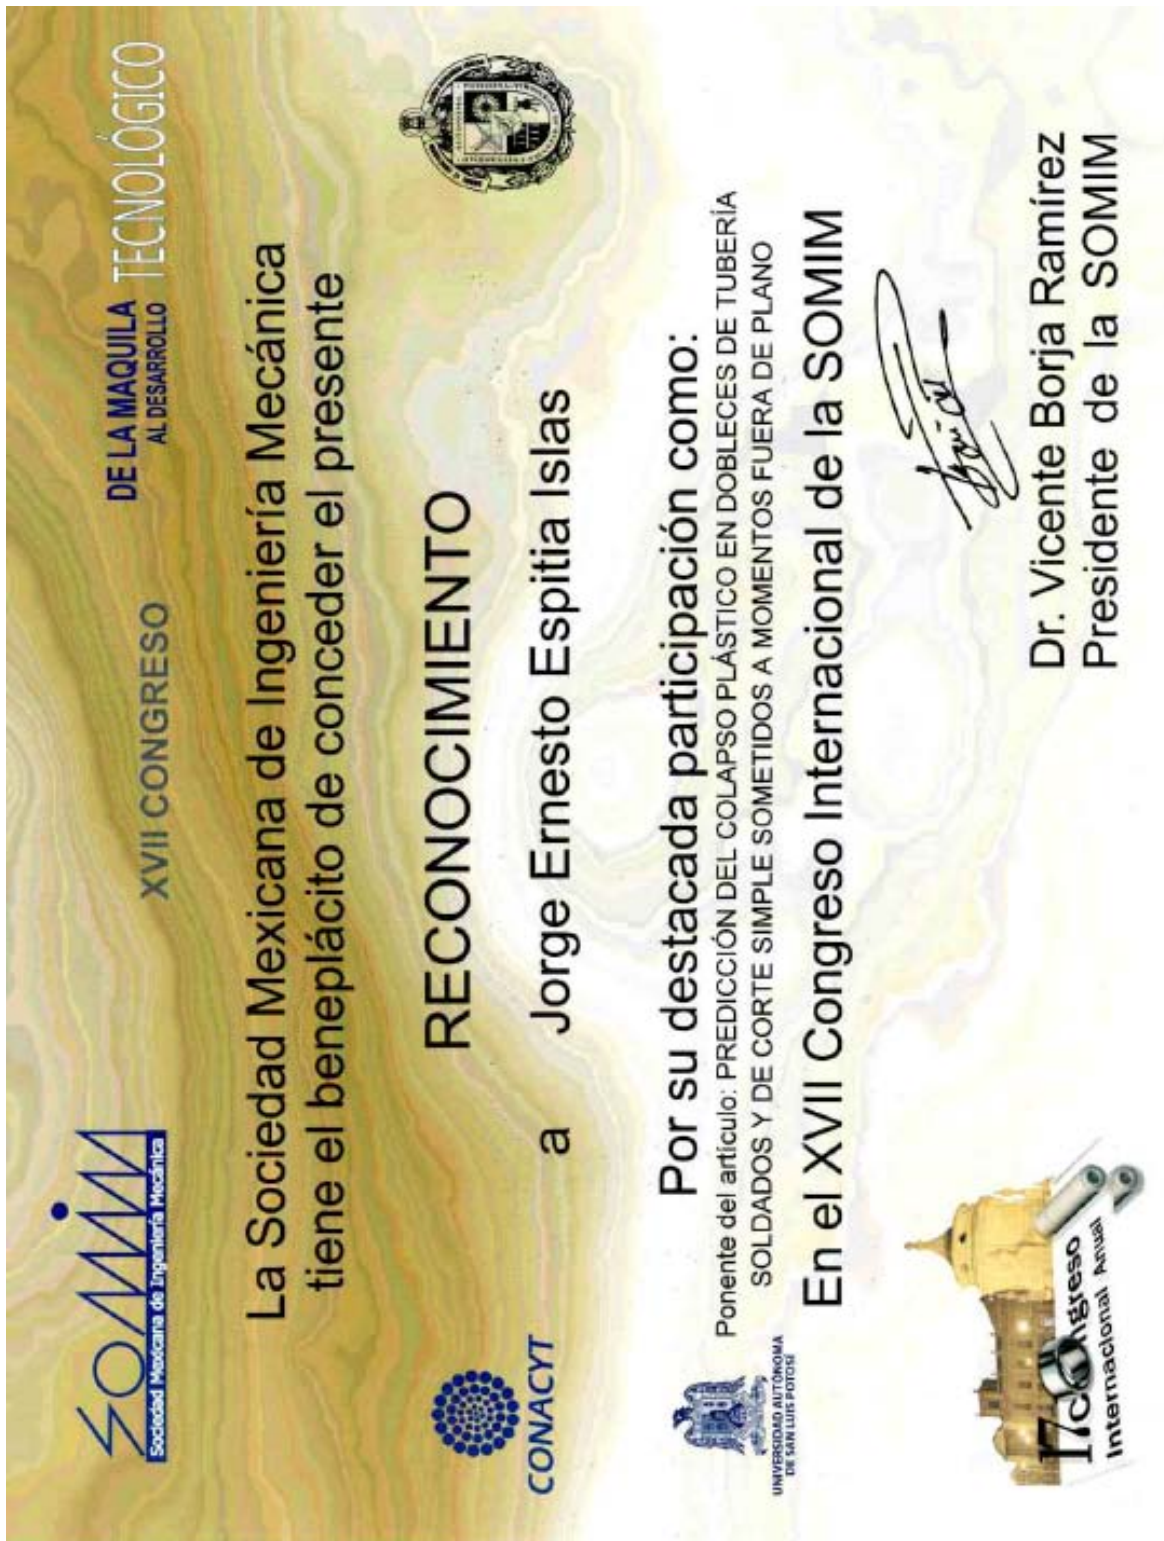 SOMIM
Sociedad Mexicana de Ingeniería Mecánica
XVII CONGRESO
DE LA MAQUILA
AL DESARROLLO
TECNOLÓGICO
La Sociedad Mexicana de Ingeniería Mecánica
tiene el beneplácito de conceder el presente
CONACYT
RECONOCIMIENTO
a Jorge Ernesto Espitia Islas
Por su destacada participación como:
Ponente del artículo: PREDICCIÓN DEL COLAPSO PLÁSTICO EN DOBLECES DE TUBERÍA
SOLDADOS Y DE CORTE SIMPLE SOMETIDOS A MOMENTOS FUERA DE PLANO
UNIVERSIDAD AUTÓNOMA
DE SAN LUIS POTOSÍ
En el XVII Congreso Internacional de la SOMIM
17congreso
Internacional Anual
Dr. Vicente Borja Ramírez
Presidente de la SOMIM